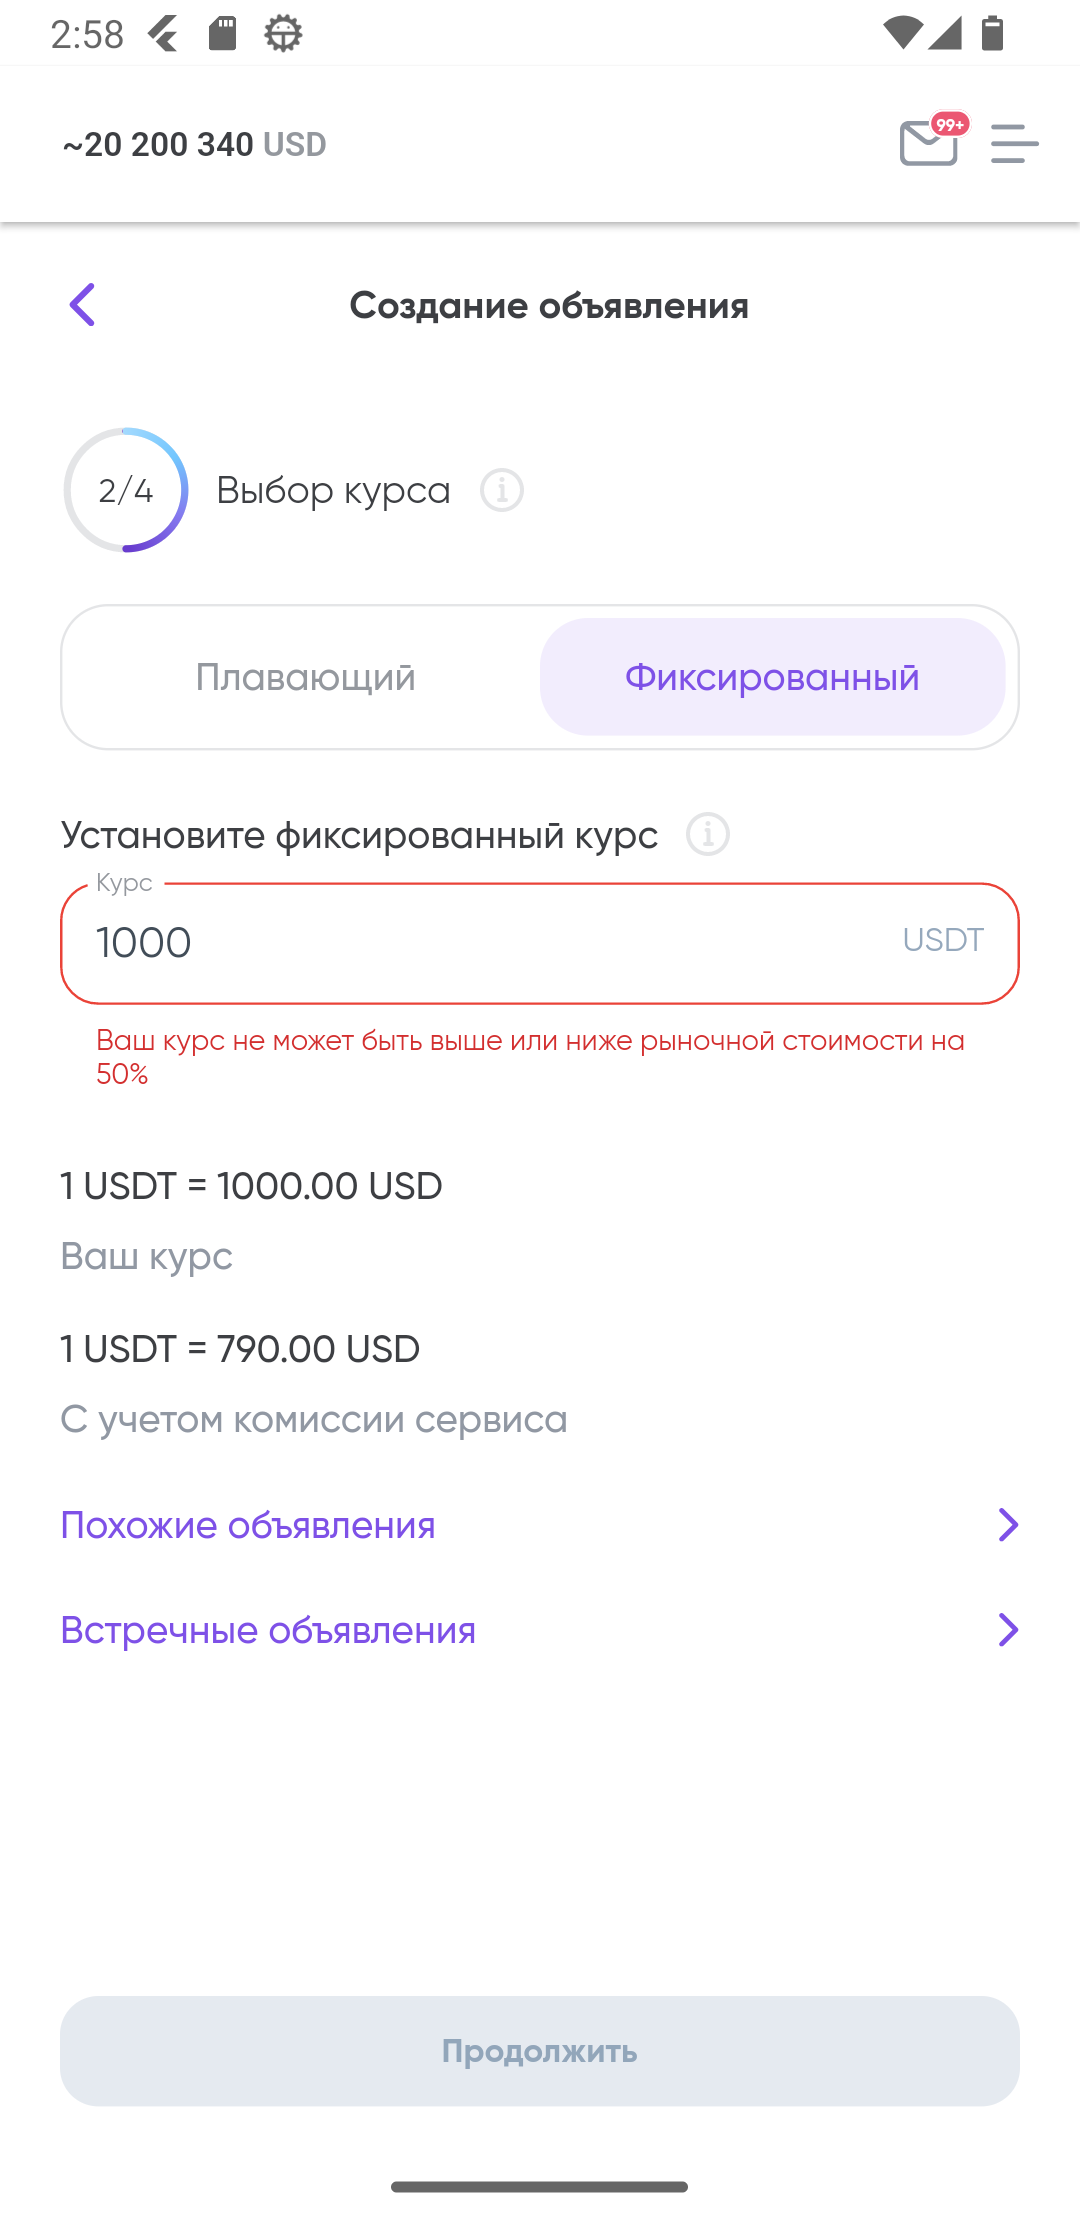 2:58
~20 200 340 USD
99+
Создание объявления
2/4
Выбор курса
Плавающий
Фиксированный
Установите фиксированный курс
Курс
1000
USDT
Ваш курс не может быть выше или ниже рыночной стоимости на
50%
1 USDT = 1000.00 USD
Ваш курс
1 USDT = 790.00 USD
С учетом комиссии сервиса
Похожие объявления
Встречные объявления
Продолжить